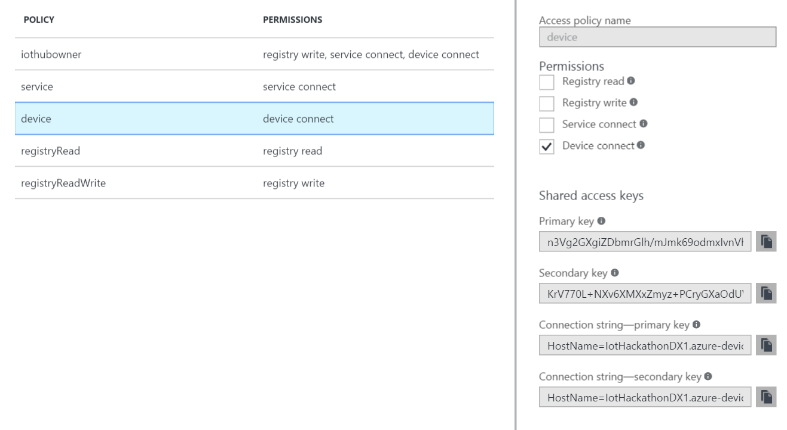 POLICY PERMISSIONS
iothubowner registry write, service connect, device connect
service service connect
device device connect
registryRead registry read
registryReadWrite registry write
Access policy name
device
Permissions
Registry read
Registry write
Service connect
Device connect
Shared access keys
Primary key
n3Vg2GXgiZDbmrGlh/mJmk69odmxlvnVH
Secondary key
KrV770L+NXv6XMXxZmyz+PCryGXaOdU
Connection string—primary key
HostName=IotHackathonDX1.azure-devic
Connection string—secondary key
HostName=IotHackathonDX1.azure-devic